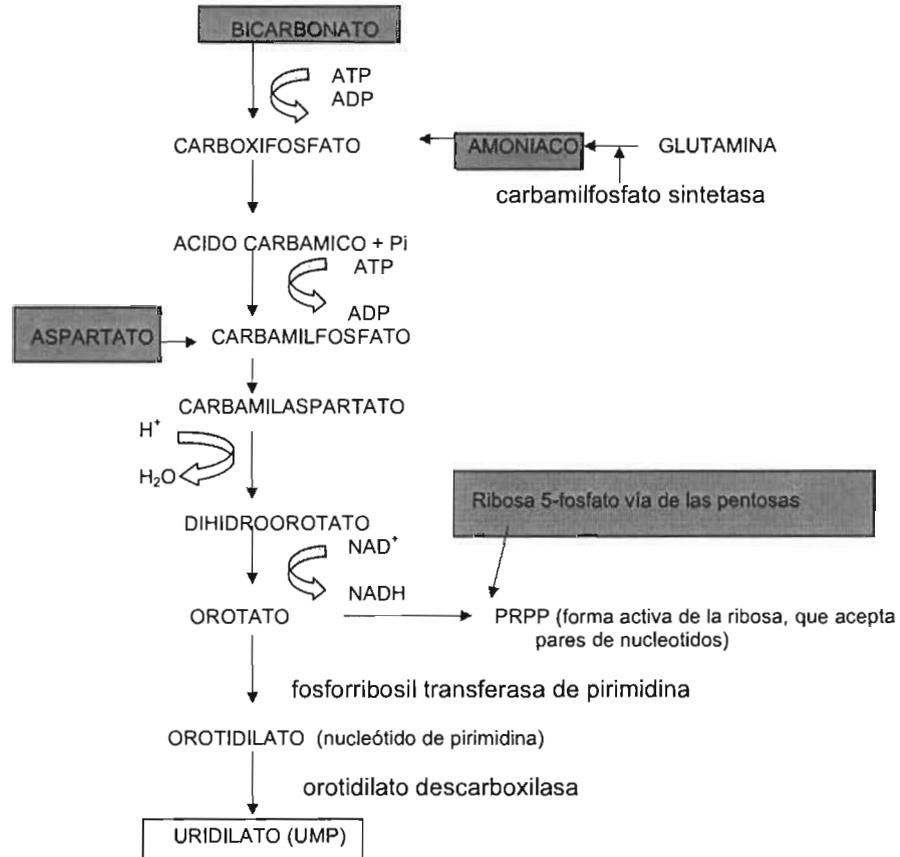 BICARBONATO
ATP
ADP
CARBOXIFOSFATO
AMONIACO
GLUTAMINA
carbamilfosfato sintetasa
ACIDO CARBAMICO + Pi
ATP
ADP
ASPARTATO
CARBAMILFOSFATO
CARBAMILASPARTATO
H⁺
H₂O
Ribosa 5-fosfato vía de las pentosas
DIHIDROOROTATO
NAD⁺
NADH
OROTATO
PRPP (forma activa de la ribosa, que acepta
pares de nucleotidos)
fosforribosil transferasa de pirimidina
OROTIDILATO (nucleótido de pirimidina)
orotidilato descarboxilasa
URIDILATO (UMP)